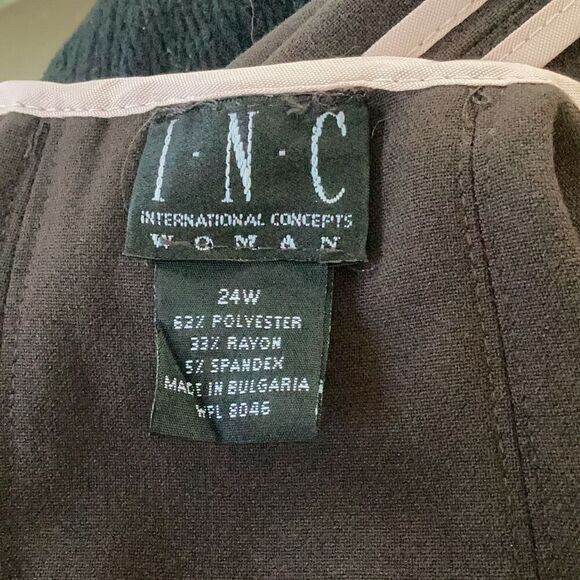 I·N·C
INTERNATIONAL CONCEPTS
WOMAN
24W
62% POLYESTER
33% RAYON
5% SPANDEX
MADE IN BULGARIA
WPL 8046